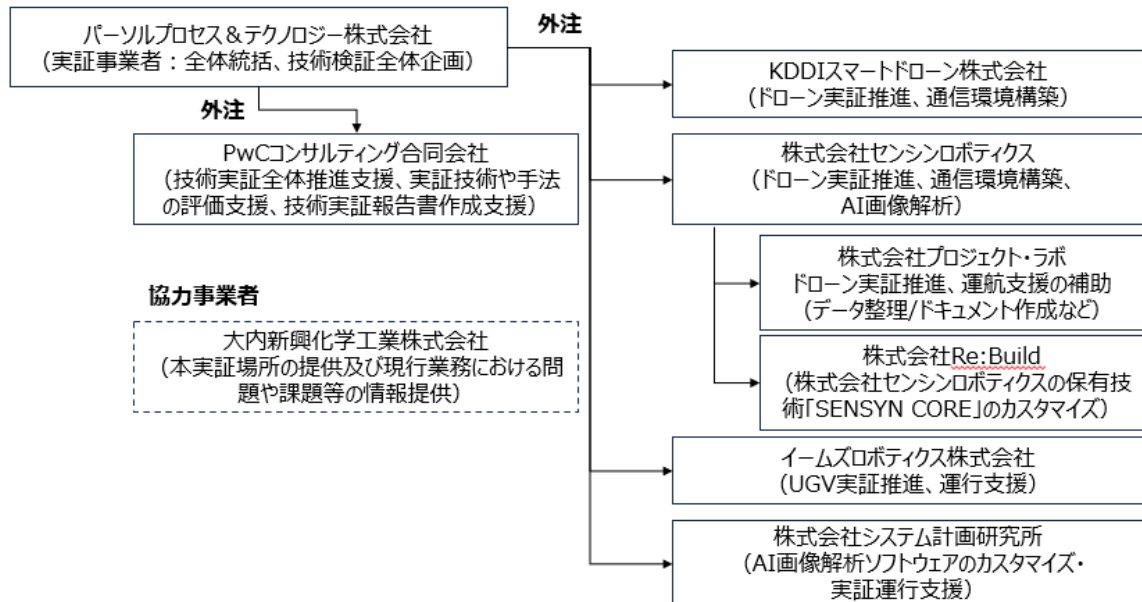 パーソルプロセス＆テクノロジー株式会社
（実証事業者：全体統括、技術検証全体企画）
外注
外注
PwCコンサルティング合同会社
（技術実証全体推進支援、実証技術や手法
の評価支援、技術実証報告書作成支援）
協力事業者
大内新興化学工業株式会社
（本実証場所の提供及び現行業務における問
題や課題等の情報提供）
KDDIスマートドローン株式会社
（ドローン実証推進、通信環境構築）
株式会社センシンロボティクス
（ドローン実証推進、通信環境構築、
AI画像解析）
株式会社プロジェクト・ラボ
ドローン実証推進、運航支援の補助
（データ整理/ドキュメント作成など）
株式会社Re:Build
（株式会社センシンロボティクスの保有技
術「SENSYN CORE」のカスタマイズ）
イームズロボティクス株式会社
（UGV実証推進、運行支援）
株式会社システム計画研究所
（AI画像解析ソフトウェアのカスタマイズ・
実証運行支援）